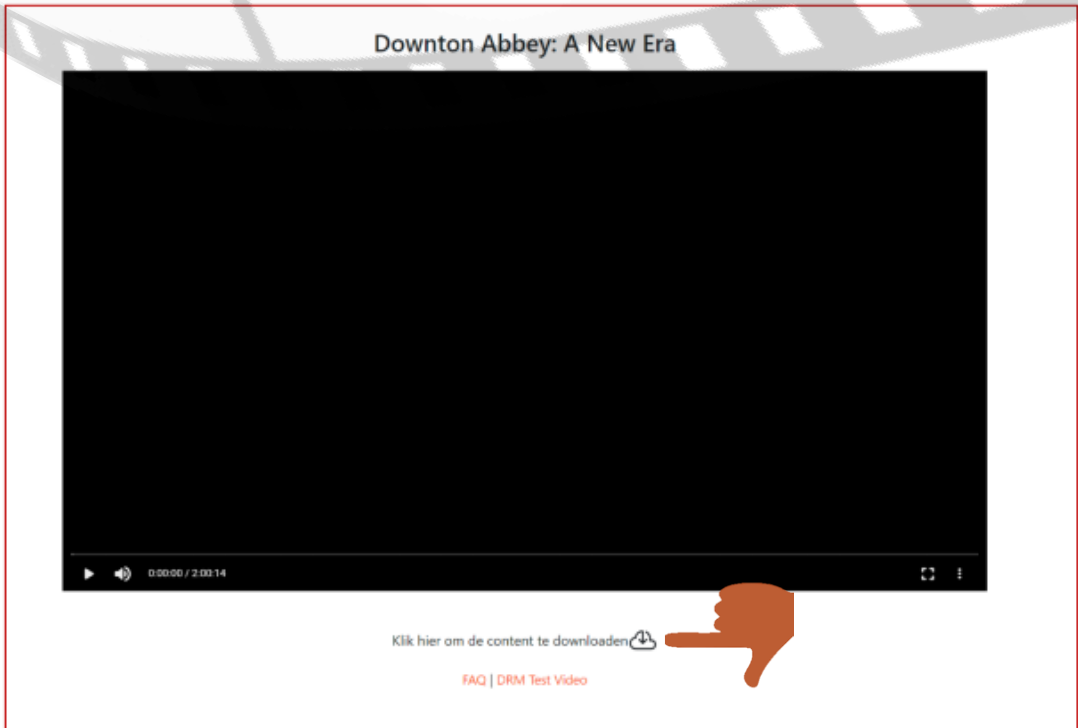 Downton Abbey: A New Era
0:00:00 / 2:00:14
Klik hier om de content te downloaden
FAQ | DRM Test Video